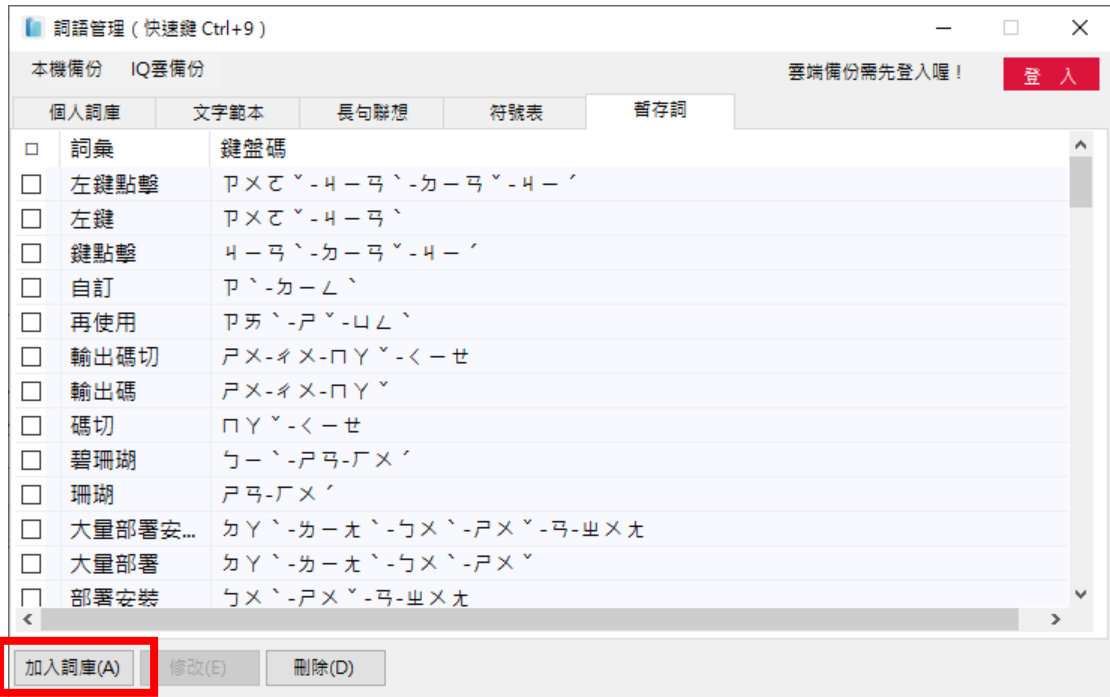 詞語管理（快速鍵 Ctrl+9）
本機備份 IQ雲備份 雲端備份需先登入喔！ 登 入
個人詞庫 文字範本 長句聯想 符號表 暫存詞
詞彙 鍵盤碼
左鍵點擊 ㄗㄨㄛˇ-ㄐㄧㄢˋ-ㄉㄧㄢˇ-ㄐㄧˊ
左鍵 ㄗㄨㄛˇ-ㄐㄧㄢˋ
鍵點擊 ㄐㄧㄢˋ-ㄉㄧㄢˇ-ㄐㄧˊ
自訂 ㄗˋ-ㄉㄧㄥˋ
再使用 ㄗㄞˋ-ㄕˇ-ㄩㄥˋ
輸出碼切 ㄕㄨ-ㄔㄨ-ㄇㄚˇ-ㄑㄧㄝ
輸出碼 ㄕㄨ-ㄔㄨ-ㄇㄚˇ
碼切 ㄇㄚˇ-ㄑㄧㄝ
碧珊瑚 ㄅㄧˋ-ㄕㄢ-ㄏㄨˊ
珊瑚 ㄕㄢ-ㄏㄨˊ
大量部署安... ㄉㄚˋ-ㄌㄧㄤˋ-ㄅㄨˋ-ㄕㄨˇ-ㄢ-ㄓㄨㄤ
大量部署 ㄉㄚˋ-ㄌㄧㄤˋ-ㄅㄨˋ-ㄕㄨˇ
部署安裝 ㄅㄨˋ-ㄕㄨˇ-ㄢ-ㄓㄨㄤ
加入詞庫(A) 修改(E) 刪除(D)